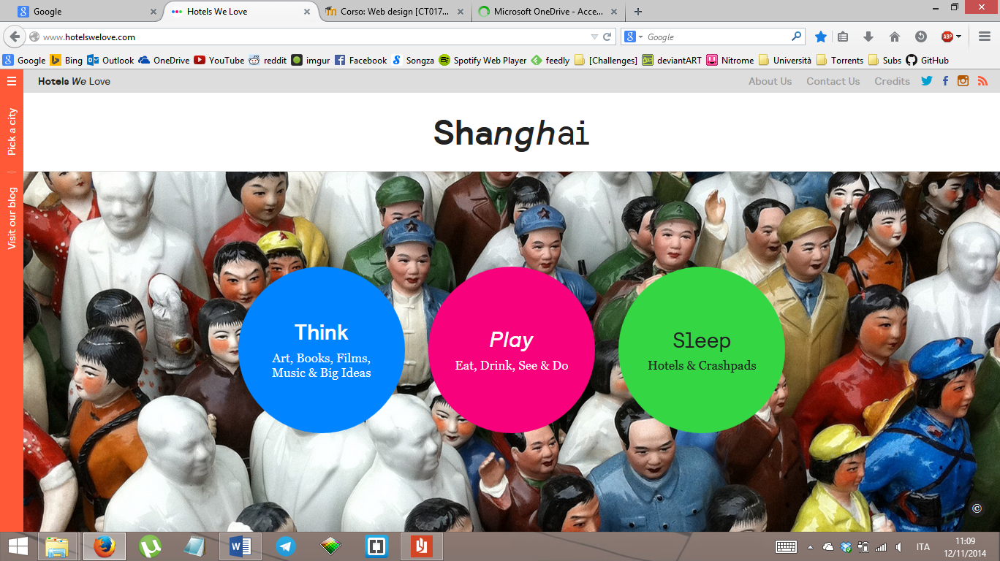 Google
Hotels We Love
Corso: Web design [CT017...
Microsoft OneDrive - Acce...
www.hotelswelove.com
Google
ABP
Google
Bing
Outlook
OneDrive
YouTube
reddit
imgur
Facebook
Songza
Spotify Web Player
feedly
[Challenges]
deviantART
Nitrome
Università
Torrents
Subs
GitHub
Hotels We Love
About Us
Contact Us
Credits
Pick a city
Visit our blog
Shanghai
Think
Art, Books, Films,
Music & Big Ideas
Play
Eat, Drink, See & Do
Sleep
Hotels & Crashpads
©
ITA
11:09
12/11/2014